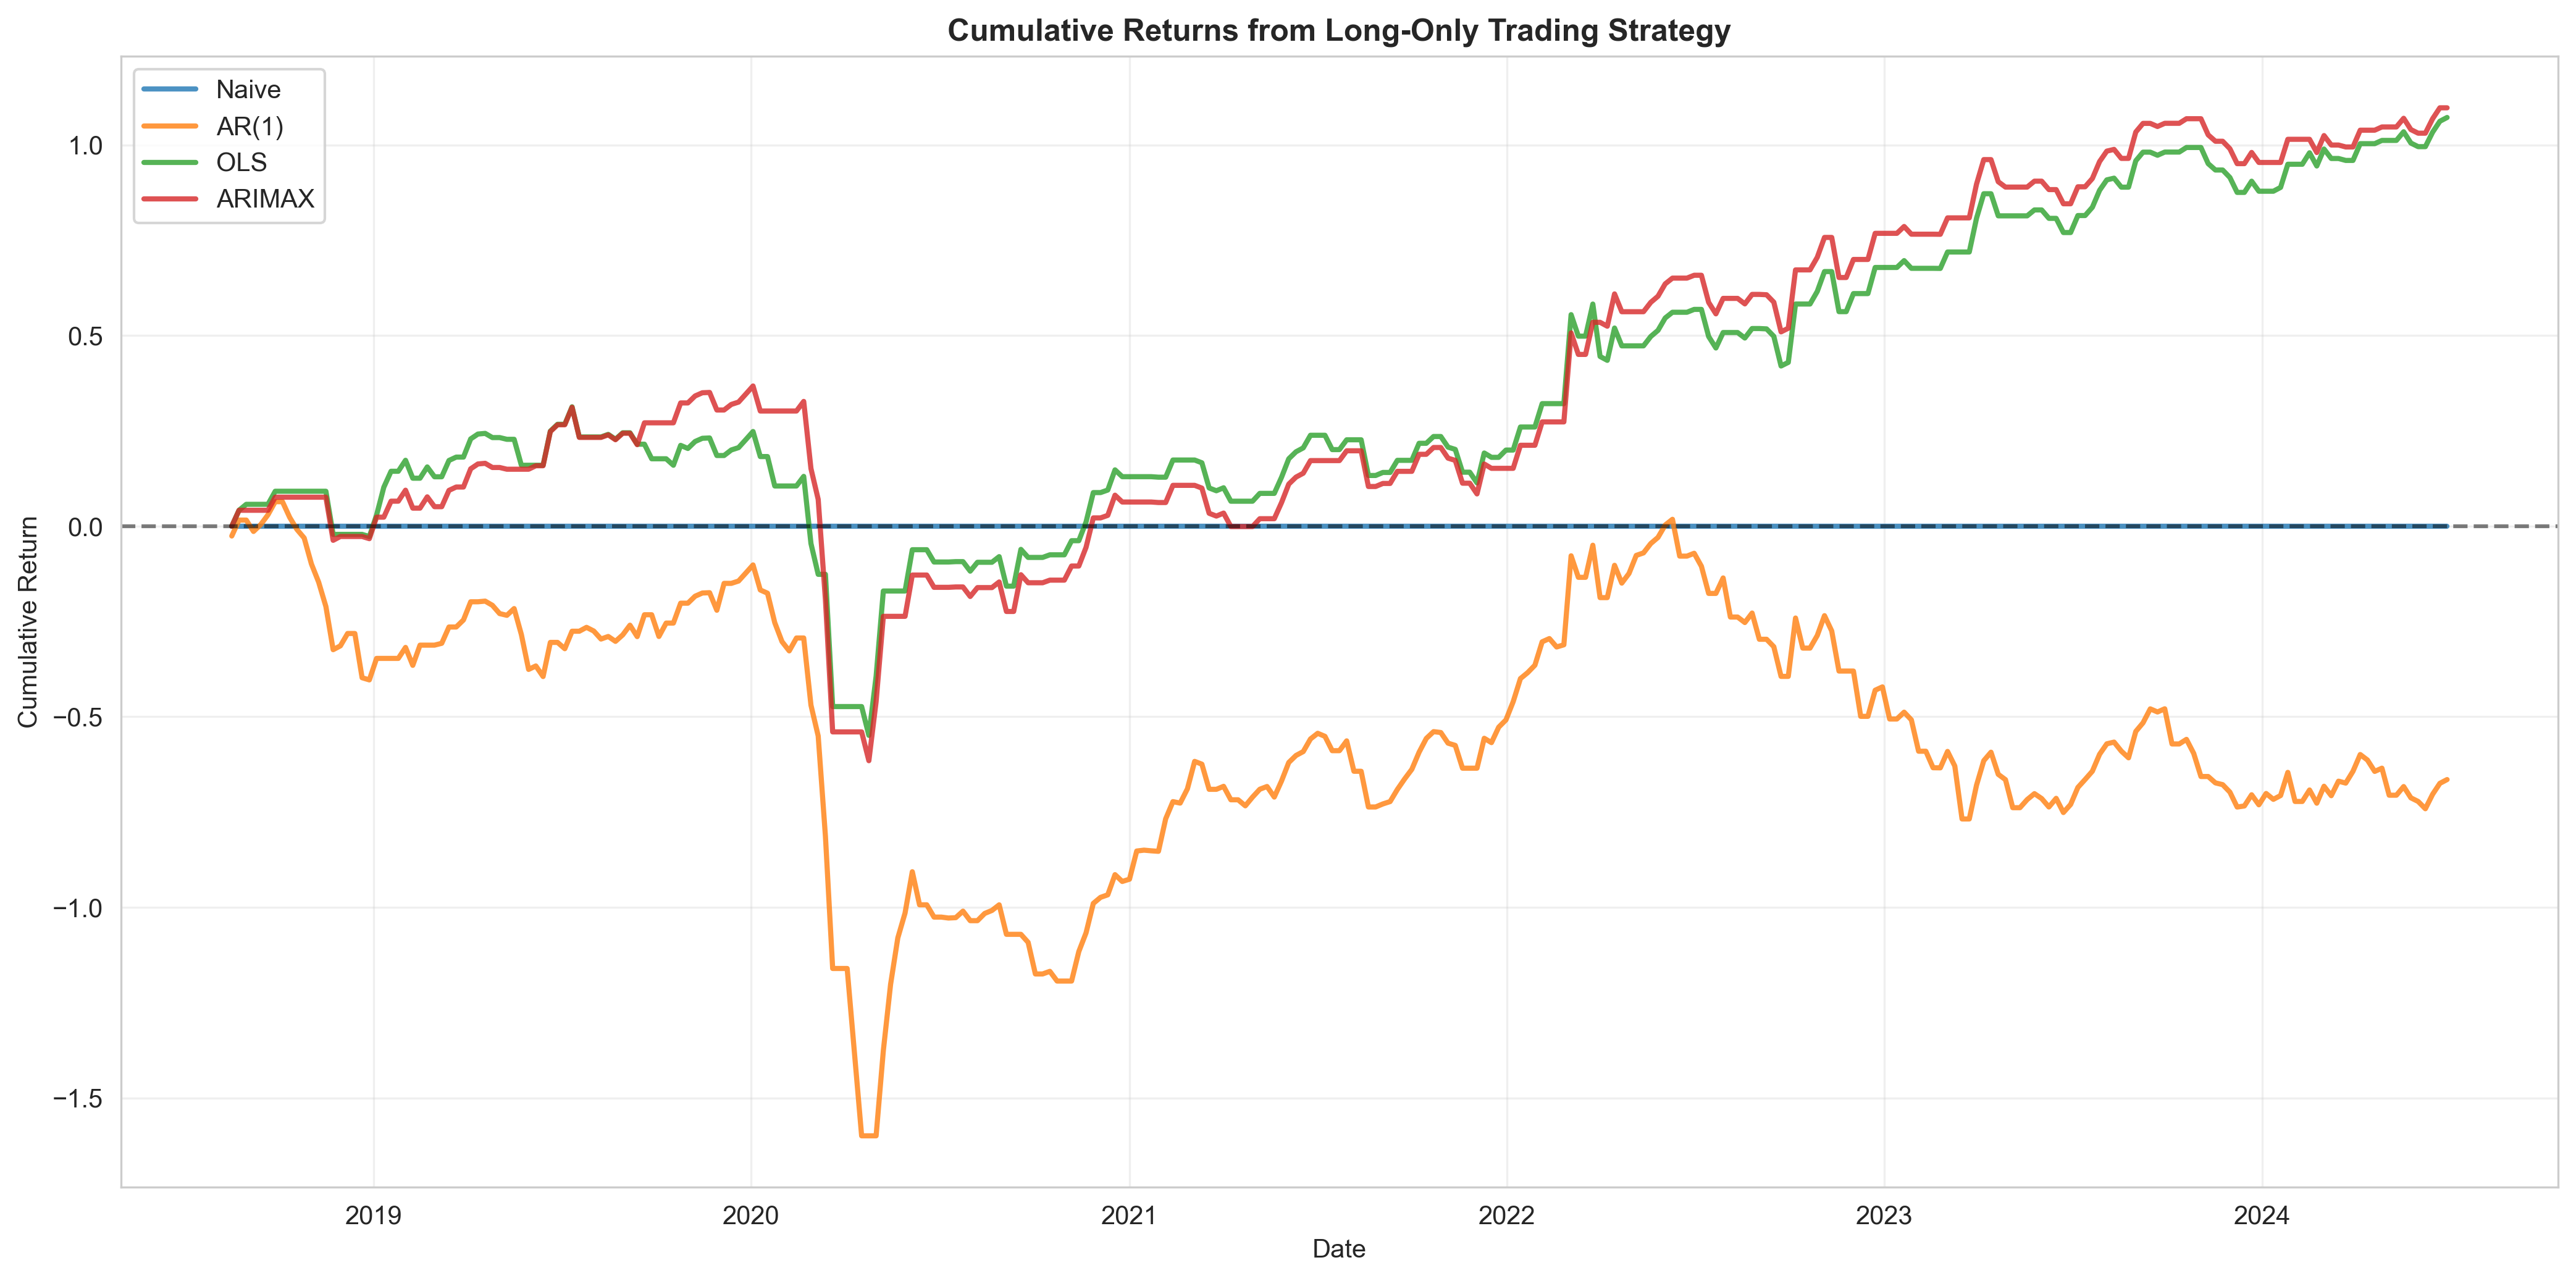 Cumulative Returns from Long-Only Trading Strategy
Naive
AR(1)
OLS
ARIMAX
Cumulative Return
1.0
0.5
0.0
−0.5
−1.0
−1.5
2019
2020
2021
2022
2023
2024
Date